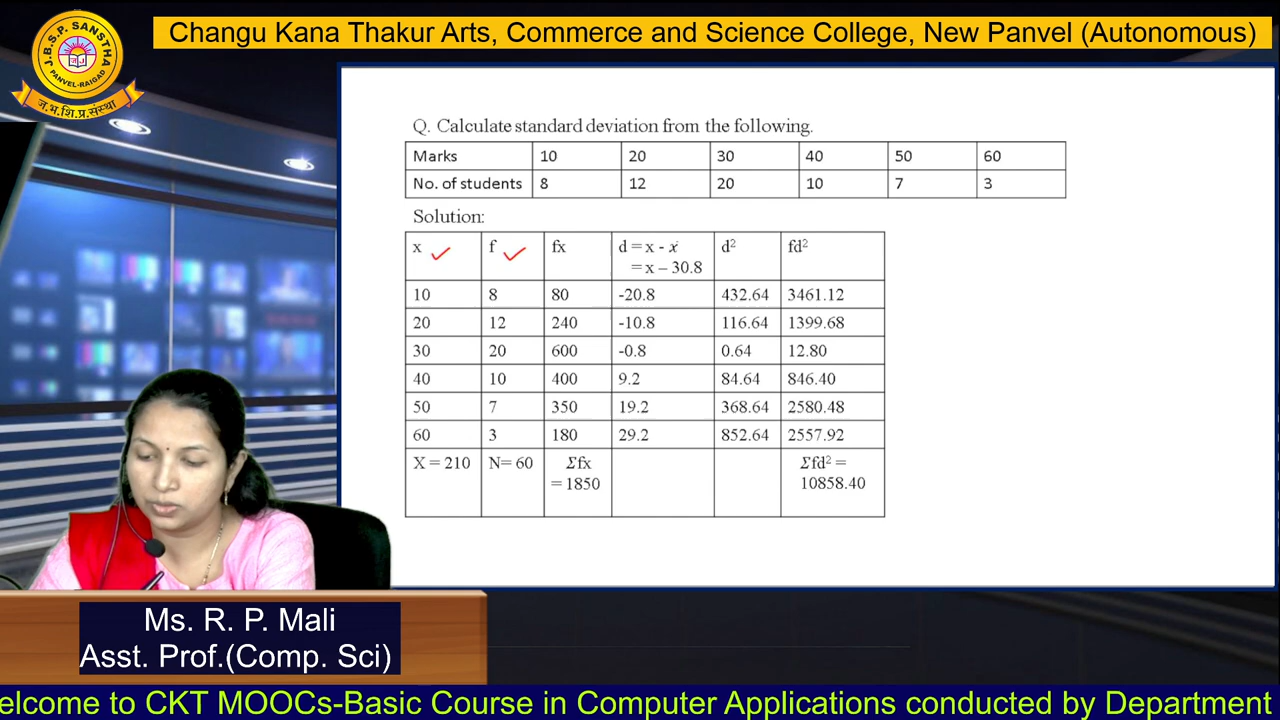 J.B.S.P. SANSTHA
PANVEL-RAIGAD
ज.भ.शि.प्र.संस्था
Changu Kana Thakur Arts, Commerce and Science College, New Panvel (Autonomous)
Q. Calculate standard deviation from the following.
Marks 10 20 30 40 50 60
No. of students 8 12 20 10 7 3
Solution:
x f fx d = x - x̄ d² fd²
= x – 30.8
10 8 80 -20.8 432.64 3461.12
20 12 240 -10.8 116.64 1399.68
30 20 600 -0.8 0.64 12.80
40 10 400 9.2 84.64 846.40
50 7 350 19.2 368.64 2580.48
60 3 180 29.2 852.64 2557.92
X = 210 N= 60 Σfx Σfd² =
= 1850 10858.40
Ms. R. P. Mali
Asst. Prof.(Comp. Sci)
elcome to CKT MOOCs-Basic Course in Computer Applications conducted by Department